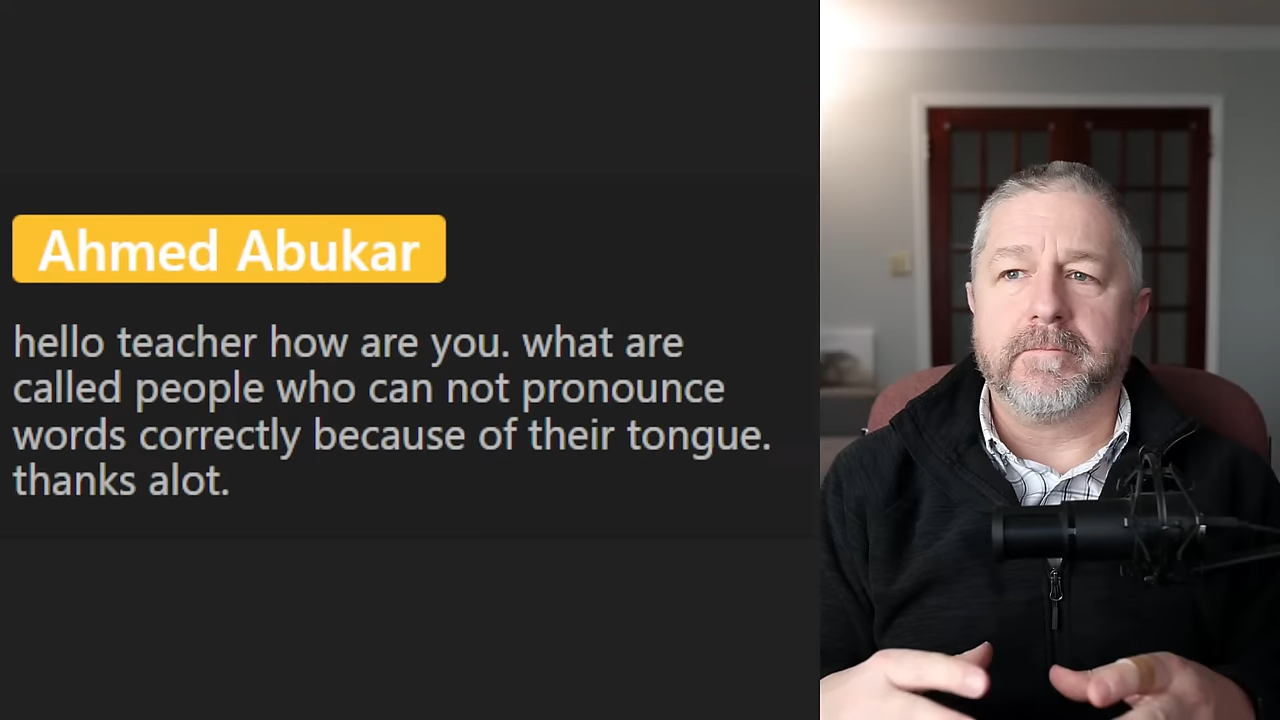 Ahmed Abukar
hello teacher how are you. what are
called people who can not pronounce
words correctly because of their tongue.
thanks alot.